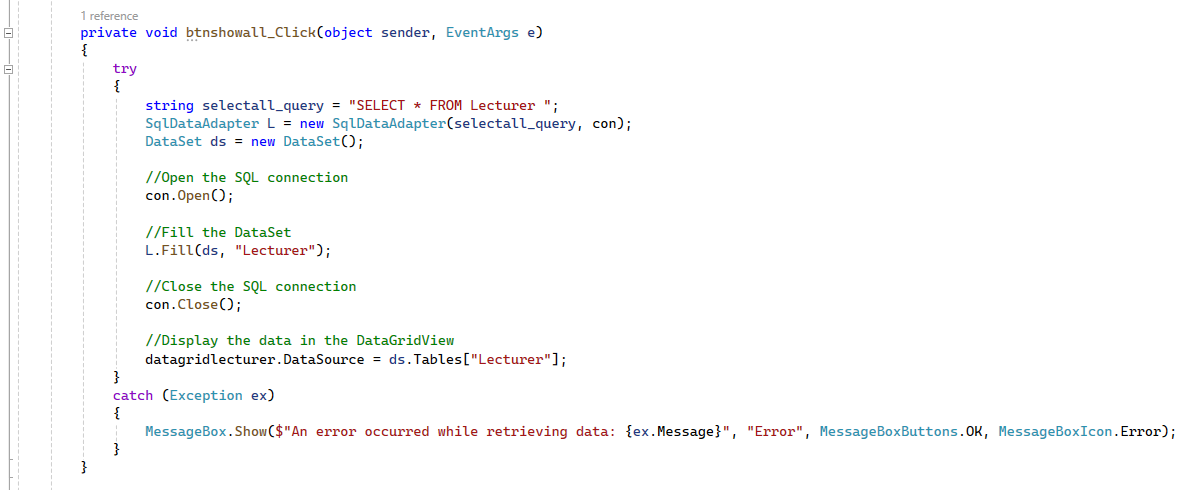 1 reference
private void btnshowall_Click(object sender, EventArgs e)
{
try
{
string selectall_query = "SELECT * FROM Lecturer ";
SqlDataAdapter L = new SqlDataAdapter(selectall_query, con);
DataSet ds = new DataSet();
//Open the SQL connection
con.Open();
//Fill the DataSet
L.Fill(ds, "Lecturer");
//Close the SQL connection
con.Close();
//Display the data in the DataGridView
datagridlecturer.DataSource = ds.Tables["Lecturer"];
}
catch (Exception ex)
{
MessageBox.Show($"An error occurred while retrieving data: {ex.Message}", "Error", MessageBoxButtons.OK, MessageBoxIcon.Error);
}
}